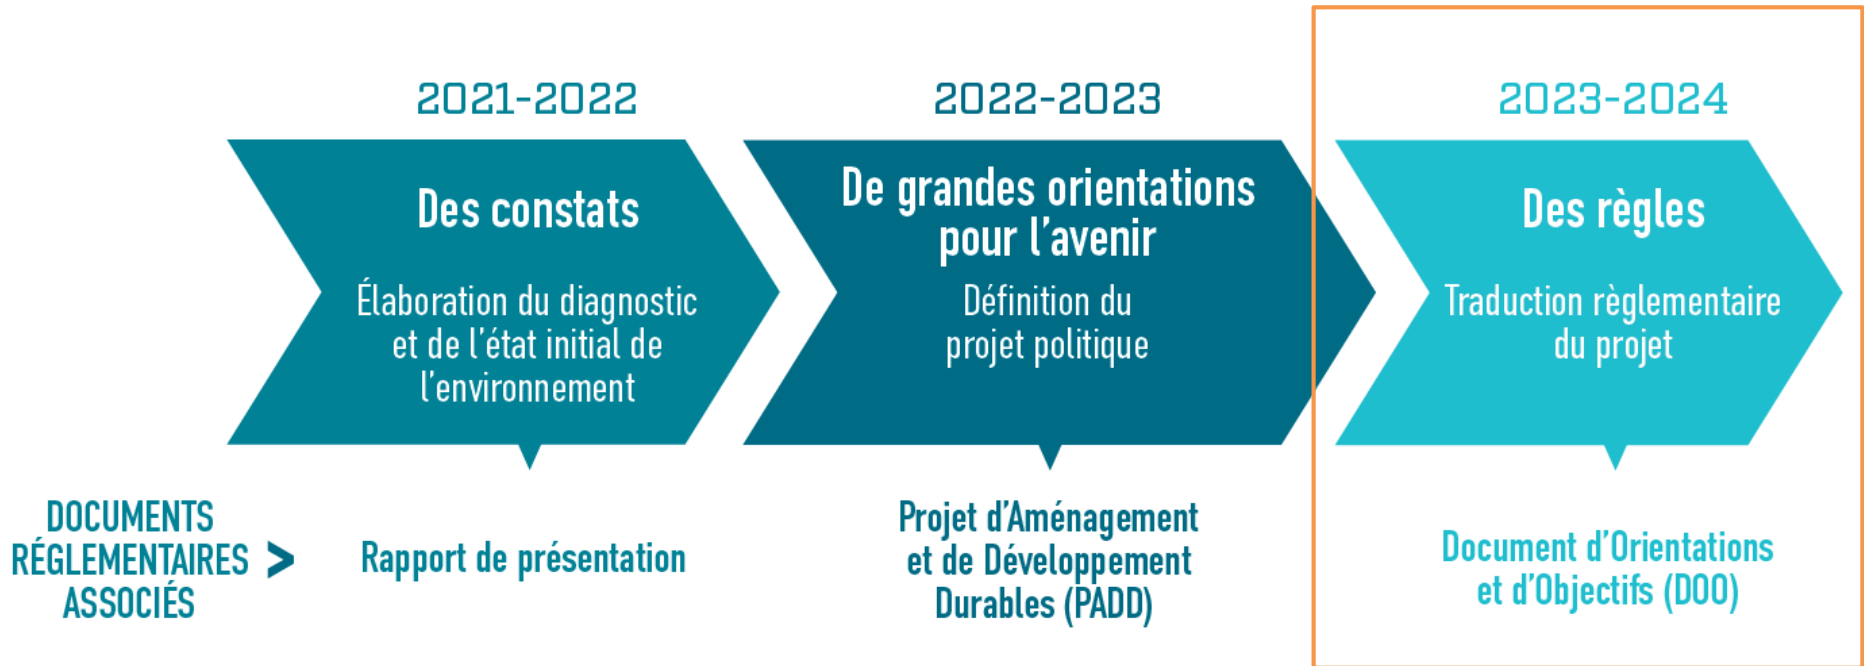 2021-2022
Des constats
Élaboration du diagnostic
et de l'état initial de
l'environnement
2022-2023
De grandes orientations
pour l'avenir
Définition du
projet politique
2023-2024
Des règles
Traduction règlementaire
du projet
DOCUMENTS
RÉGLEMENTAIRES >
ASSOCIÉS
Rapport de présentation
Projet d'Aménagement
et de Développement
Durables (PADD)
Document d'Orientations
et d'Objectifs (DOO)